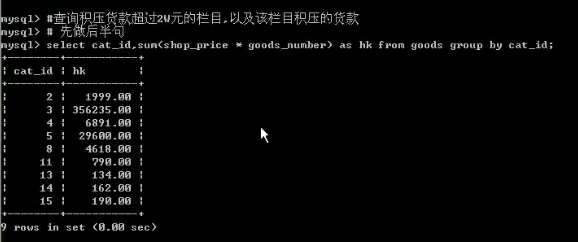 mysql> #查询积压货款超过2W元的栏目,以及该栏目积压的货款
mysql> # 先做后半句
mysql> select cat_id,sum(shop_price * goods_number) as hk from goods group by cat_id;
+--------+-----------+
| cat_id | hk        |
+--------+-----------+
|      2 |   1999.00 |
|      3 | 356235.00 |
|      4 |   6891.00 |
|      5 |  29600.00 |
|      8 |   4618.00 |
|     11 |    790.00 |
|     13 |    134.00 |
|     14 |    162.00 |
|     15 |    190.00 |
+--------+-----------+
9 rows in set (0.00 sec)